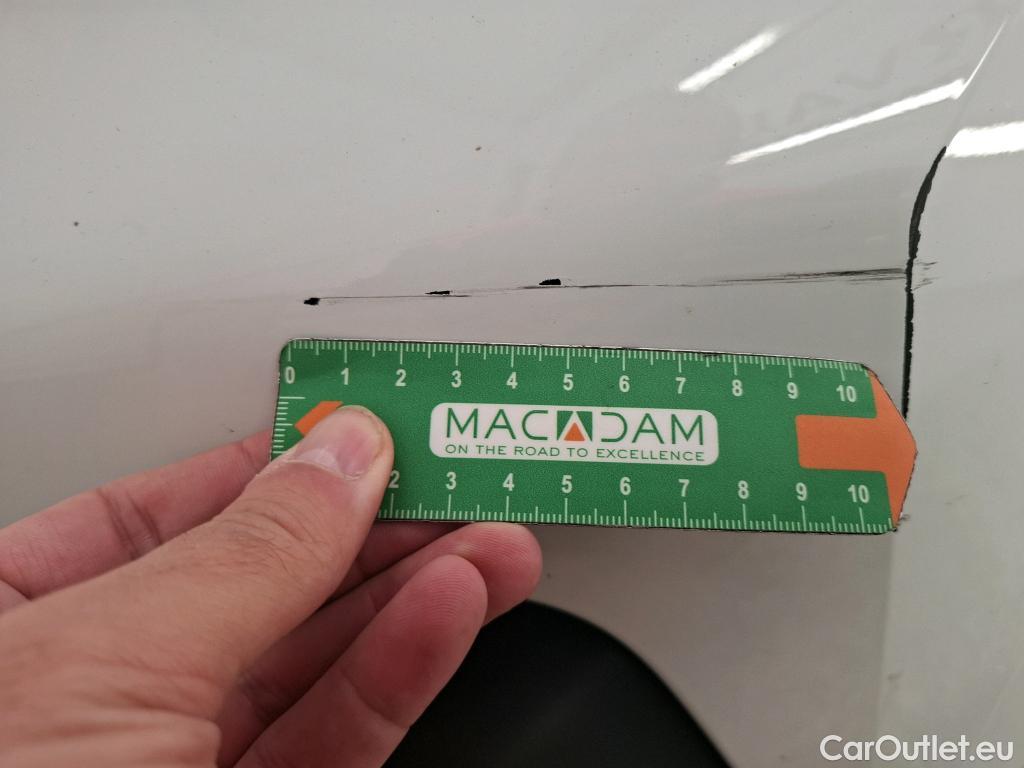 0 1 2 3 4 5 6 7 8 9 10
MACADAM
ON THE ROAD TO EXCELLENCE
2 3 4 5 6 7 8 9 10
CarOutlet.eu